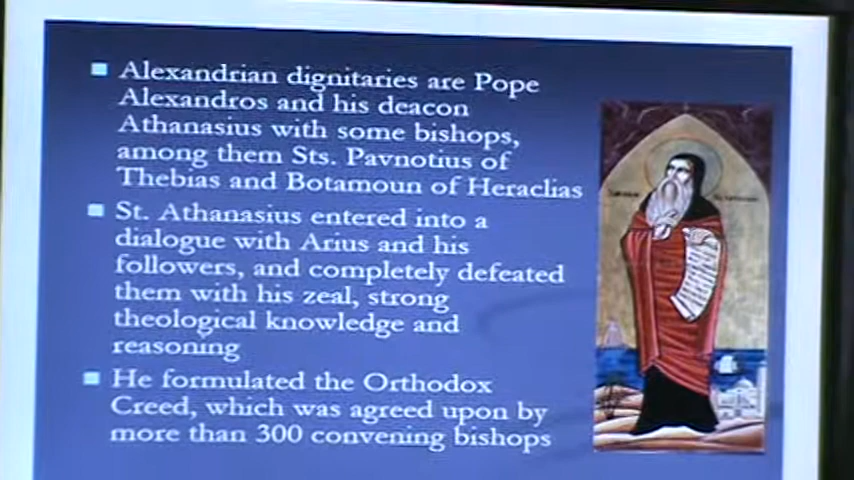 Alexandrian dignitaries are Pope
Alexandros and his deacon
Athanasius with some bishops,
among them Sts. Pavnotius of
Thebias and Botamoun of Heraclias
St. Athanasius entered into a
dialogue with Arius and his
followers, and completely defeated
them with his zeal, strong
theological knowledge and
reasoning
He formulated the Orthodox
Creed, which was agreed upon by
more than 300 convening bishops